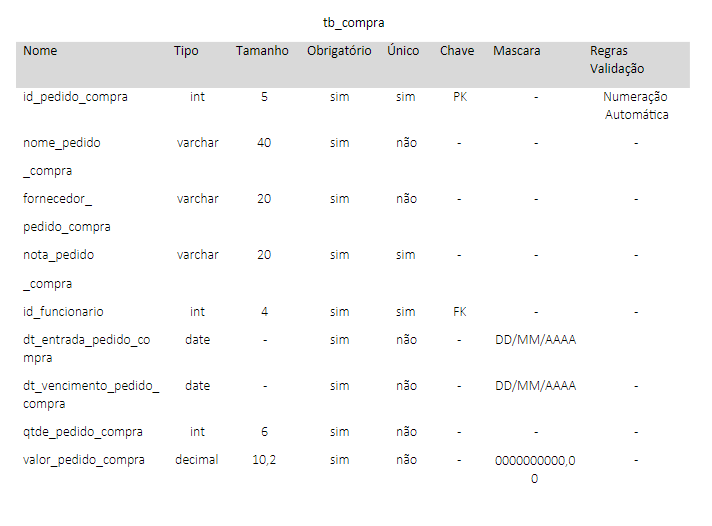 tb_compra
Nome Tipo Tamanho Obrigatório Único Chave Mascara Regras
Validação
id_pedido_compra int 5 sim sim PK - Numeração
Automática
nome_pedido varchar 40 sim não - - -
_compra
fornecedor_ varchar 20 sim não - - -
pedido_compra
nota_pedido varchar 20 sim sim - - -
_compra
id_funcionario int 4 sim sim FK - -
dt_entrada_pedido_co date - sim não - DD/MM/AAAA
mpra
dt_vencimento_pedido_ date - sim não - DD/MM/AAAA -
compra
qtde_pedido_compra int 6 sim não - - -
valor_pedido_compra decimal 10,2 sim não - 0000000000,0 -
0